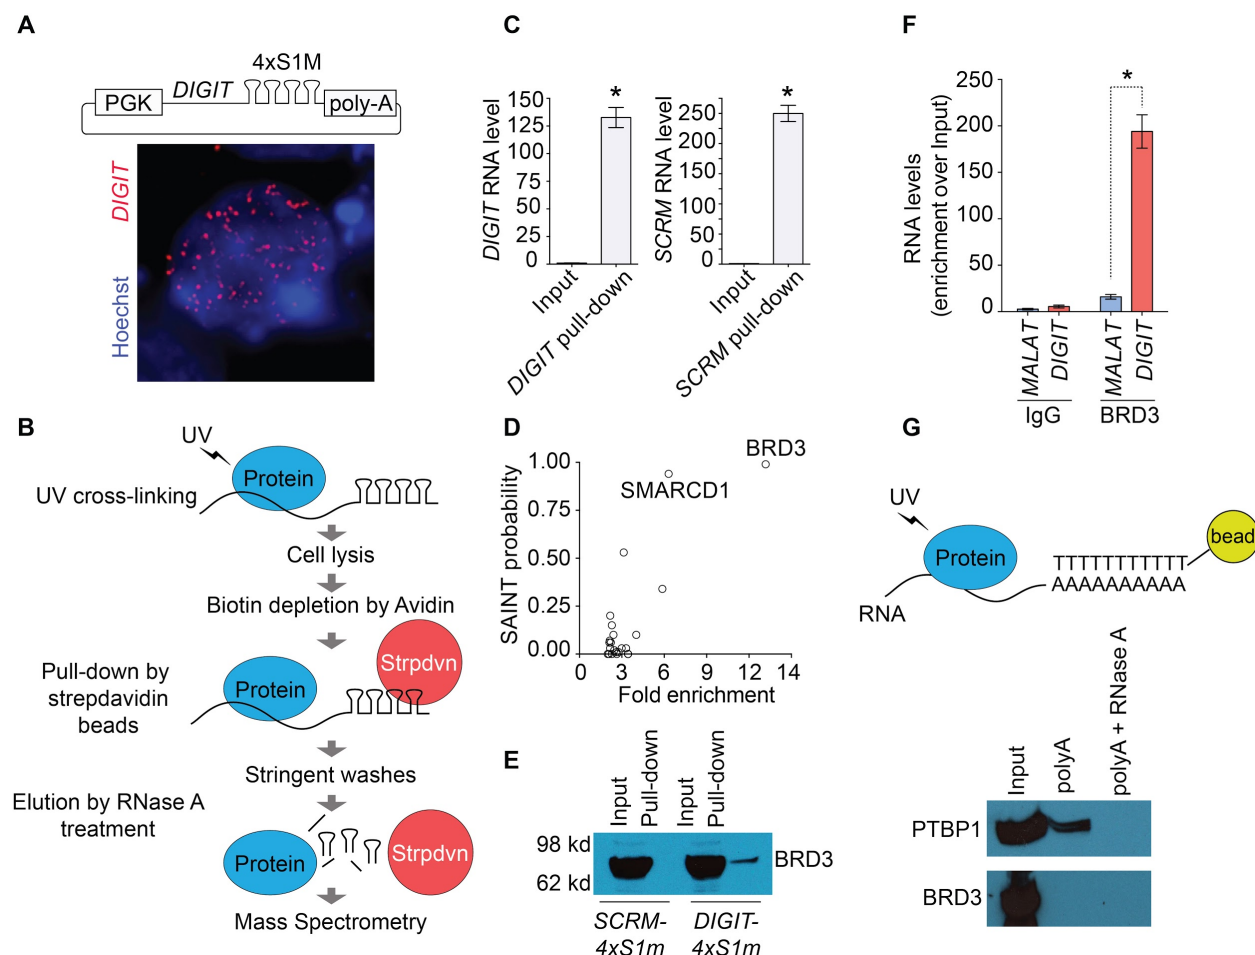 A
4xS1M
DIGIT
PGK
poly-A
DIGIT
Hoechst
B
UV
Protein
UV cross-linking
Cell lysis
Biotin depletion by Avidin
Strpdvn
Pull-down by
strepdavidin
beads
Protein
Stringent washes
Elution by RNase A
treatment
Protein
Strpdvn
Mass Spectrometry
C
DIGIT RNA level
150
125
100
75
50
25
0
*
Input
DIGIT pull-down
SCRM RNA level
250
200
150
100
50
0
*
Input
SCRM pull-down
D
SAINT probability
1.00
0.75
0.50
0.25
0.00
BRD3
SMARCD1
0 3 6 9 12 14
Fold enrichment
E
Input
Pull-down
Input
Pull-down
98 kd
62 kd
BRD3
SCRM-
4xS1m
DIGIT-
4xS1m
F
RNA levels
(enrichment over Input)
250
200
150
100
50
0
*
MALAT
DIGIT
MALAT
DIGIT
IgG
BRD3
G
UV
Protein
bead
TTTTTTTTTTT
AAAAAAAAAA
RNA
Input
polyA
polyA + RNase A
PTBP1
BRD3